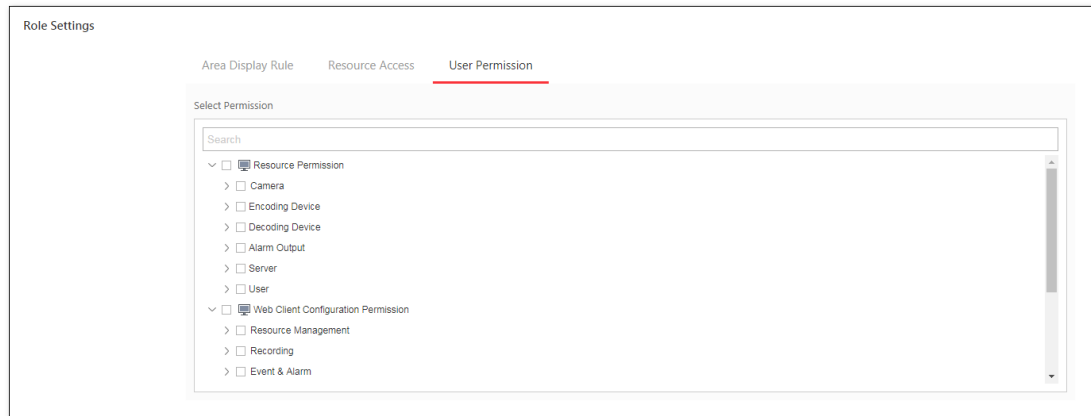 Role Settings
Area Display Rule Resource Access User Permission
Select Permission
Search
Resource Permission
Camera
Encoding Device
Decoding Device
Alarm Output
Server
User
Web Client Configuration Permission
Resource Management
Recording
Event & Alarm